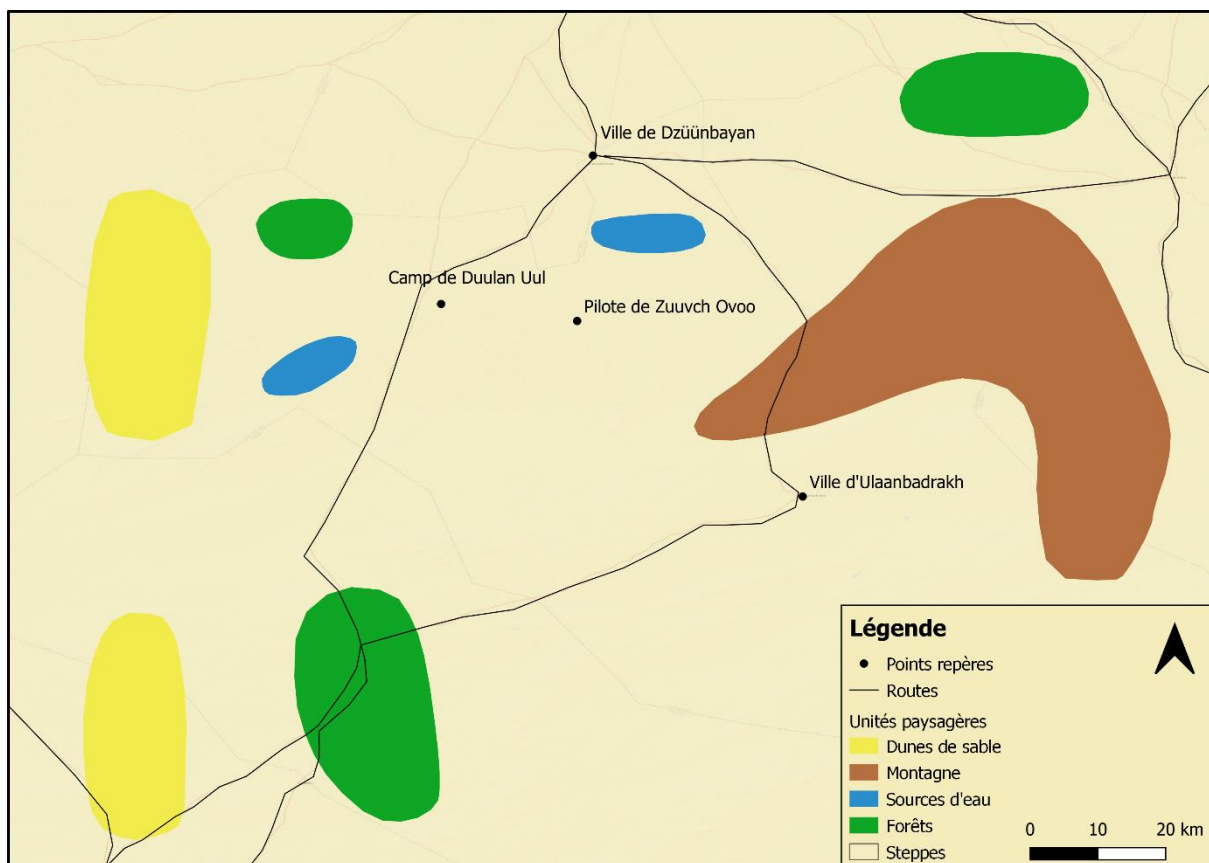 Ville de Dzüünbayan
Camp de Duulan Uul
Pilote de Zuuvch Ovoo
Ville d'Ulaanbadrakh
Légende
Points repères
Routes
Unités paysagères
Dunes de sable
Montagne
Sources d'eau
Forêts
Steppes
0 10 20 km